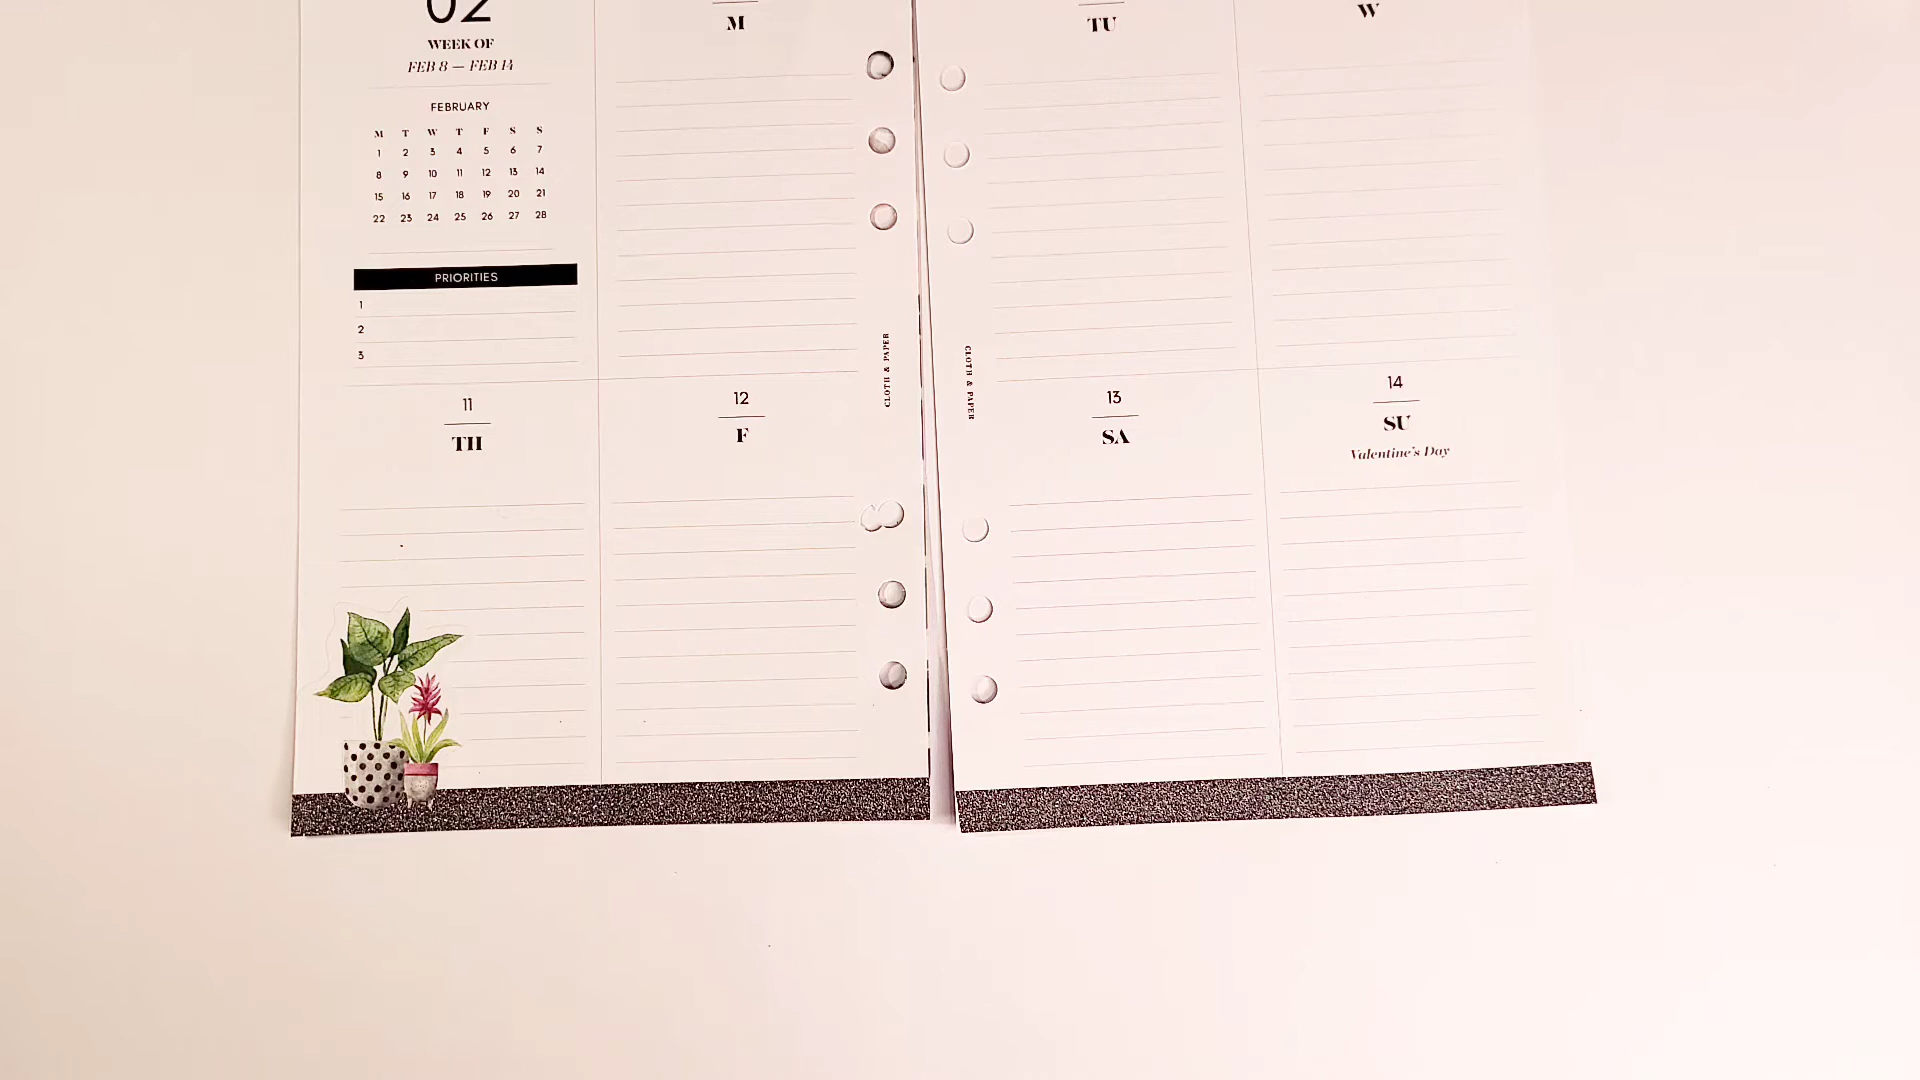 02
WEEK OF
FEB 8 — FEB 14
FEBRUARY
M T W T F S S
1 2 3 4 5 6 7
8 9 10 11 12 13 14
15 16 17 18 19 20 21
22 23 24 25 26 27 28
PRIORITIES
1
2
3
M
11
TH
12
F
CLOTH & PAPER
TU
W
CLOTH & PAPER
13
SA
14
SU
Valentine's Day